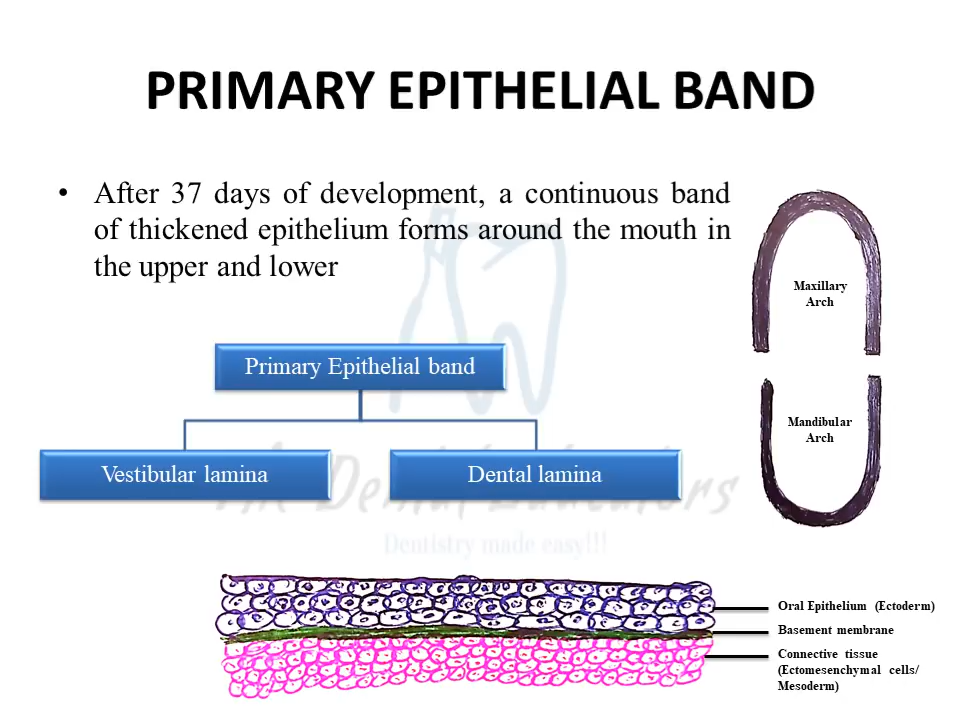 PRIMARY EPITHELIAL BAND
• After 37 days of development, a continuous band
of thickened epithelium forms around the mouth in
the upper and lower
Maxillary
Arch
Primary Epithelial band
Mandibular
Arch
Vestibular lamina
Dental lamina
Dental Educators
Dentistry made easy!!!
Oral Epithelium (Ectoderm)
Basement membrane
Connective tissue
(Ectomesenchymal cells/
Mesoderm)